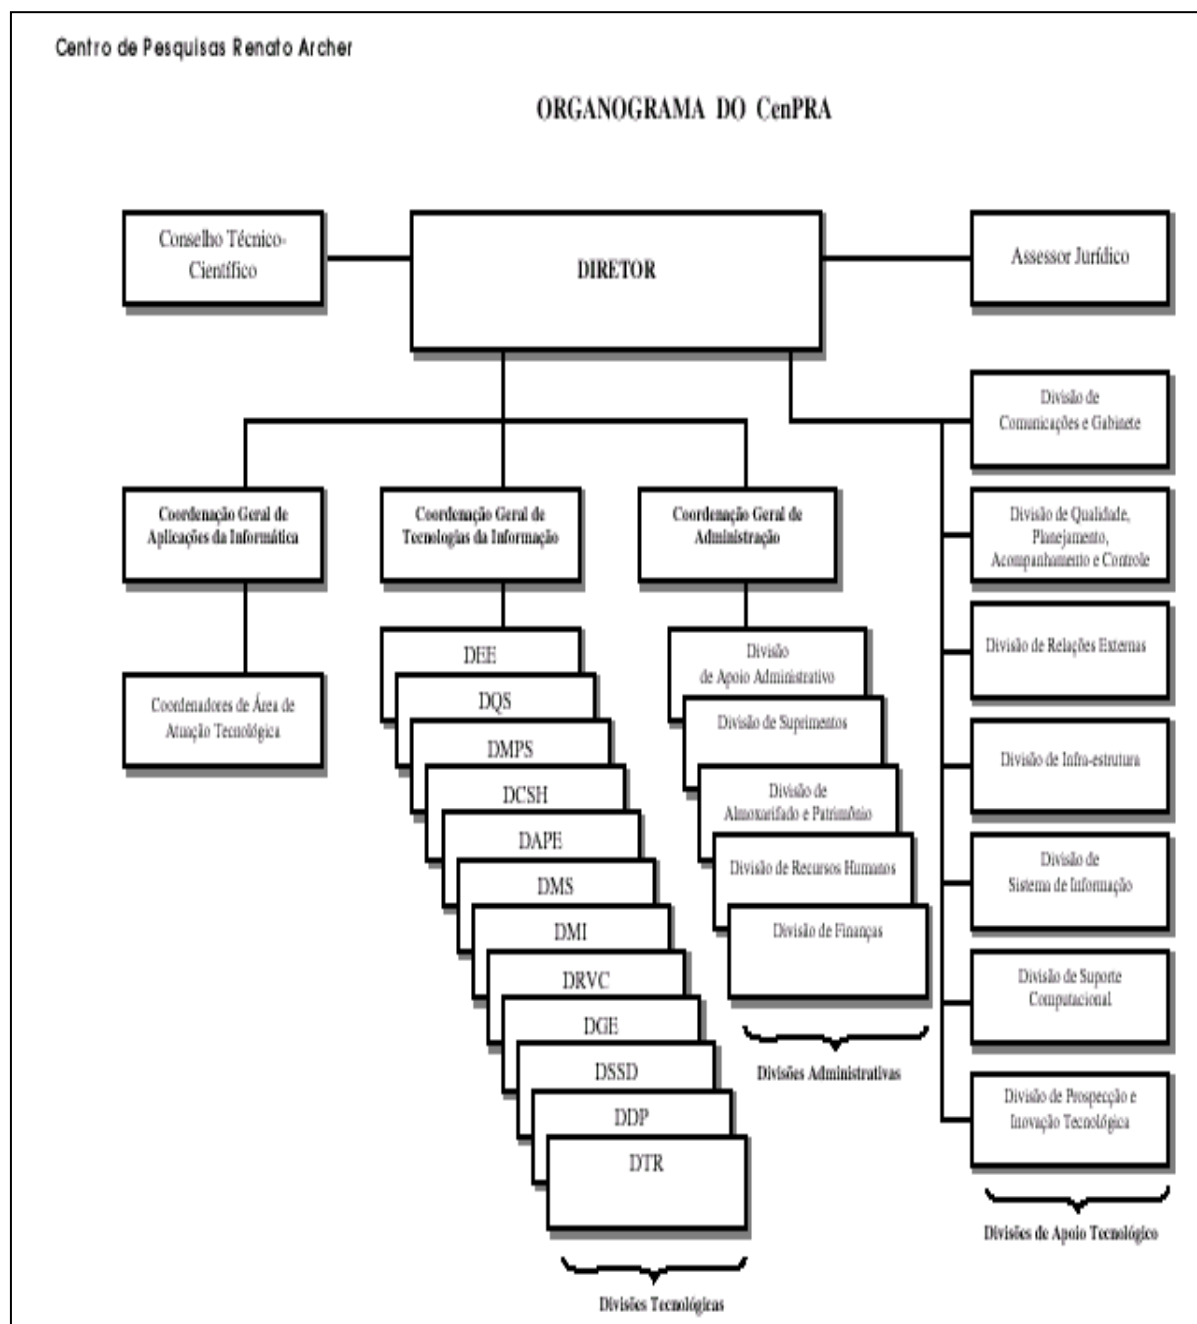 Centro de Pesquisas Renato Archer
ORGANOGRAMA DO CenPRA
Conselho Técnico-
Científico
DIRETOR
Assessor Jurídico
Divisão de
Comunicações e Gabinete
Coordenação Geral de
Aplicações da Informática
Coordenação Geral de
Tecnologias da Informação
Coordenação Geral de
Administração
Divisão de Qualidade,
Planejamento,
Acompanhamento e Controle
Coordenadores de Área de
Atuação Tecnológica
DEE
DQS
DMPS
DCSH
DAPE
DMS
DMI
DRVC
DGE
DSSD
DDP
DTR
Divisões Tecnológicas
Divisão
de Apoio Administrativo
Divisão de Suprimentos
Divisão de
Almoxarifado e Patrimônio
Divisão de Recursos Humanos
Divisão de Finanças
Divisões Administrativas
Divisão de Relações Externas
Divisão de Infra-estrutura
Divisão de
Sistema de Informação
Divisão de Suporte
Computacional
Divisão de Prospecção e
Inovação Tecnológica
Divisões de Apoio Tecnológico